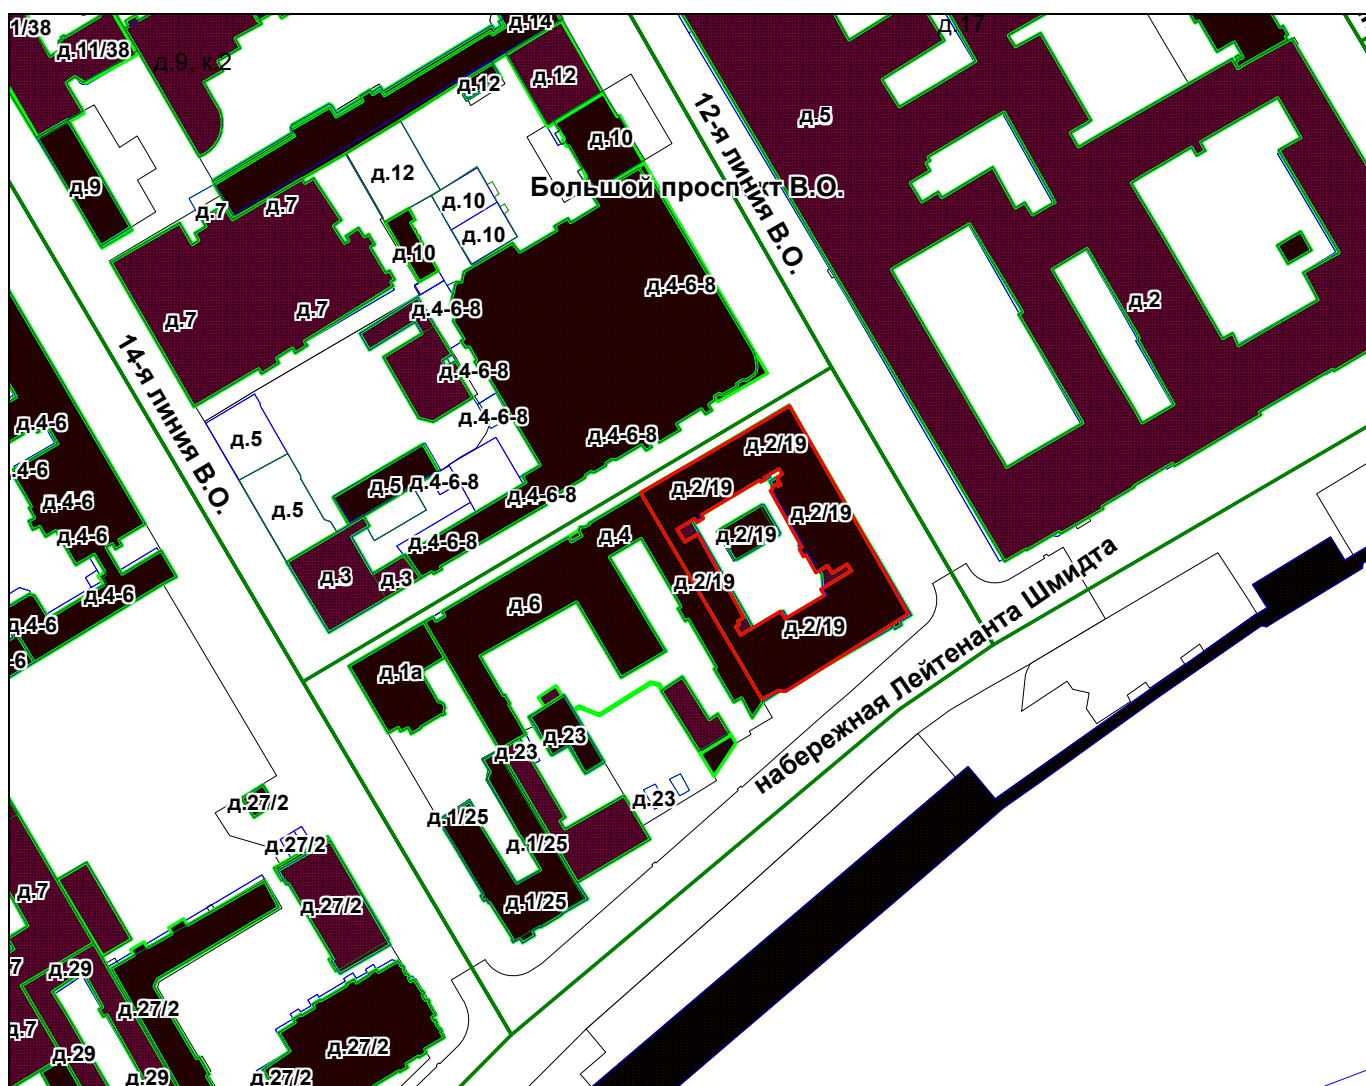 1/38
д.11/38
д.9, к.2
д.14
д.17
д.12
д.12
д.5
д.10
д.9
д.12
Большой проспект В.О.
12-я линия В.О.
д.7
д.7
д.10
д.10
д.10
д.4-6-8
д.2
д.4-6-8
д.7
д.7
14-я линия В.О.
д.4-6-8
д.4-6-8
д.4-6
д.5
д.4-6-8
д.2/19
.4-6
д.5
д.4-6-8
д.2/19
д.4-6
д.4-6-8
д.5
д.2/19
д.4-6
д.4-6-8
д.4
д.2/19
д.3
д.3
д.2/19
д.4-6
д.6
д.4-6
д.2/19
-6
д.1а
набережная Лейтенанта Шмидта
д.23
д.23
д.23
д.27/2
д.1/25
д.27/2
д.1/25
д.7
д.27/2
д.1/25
7
д.29
д.27/2
д.7
д.29
д.27/2
д.29
д.27/2